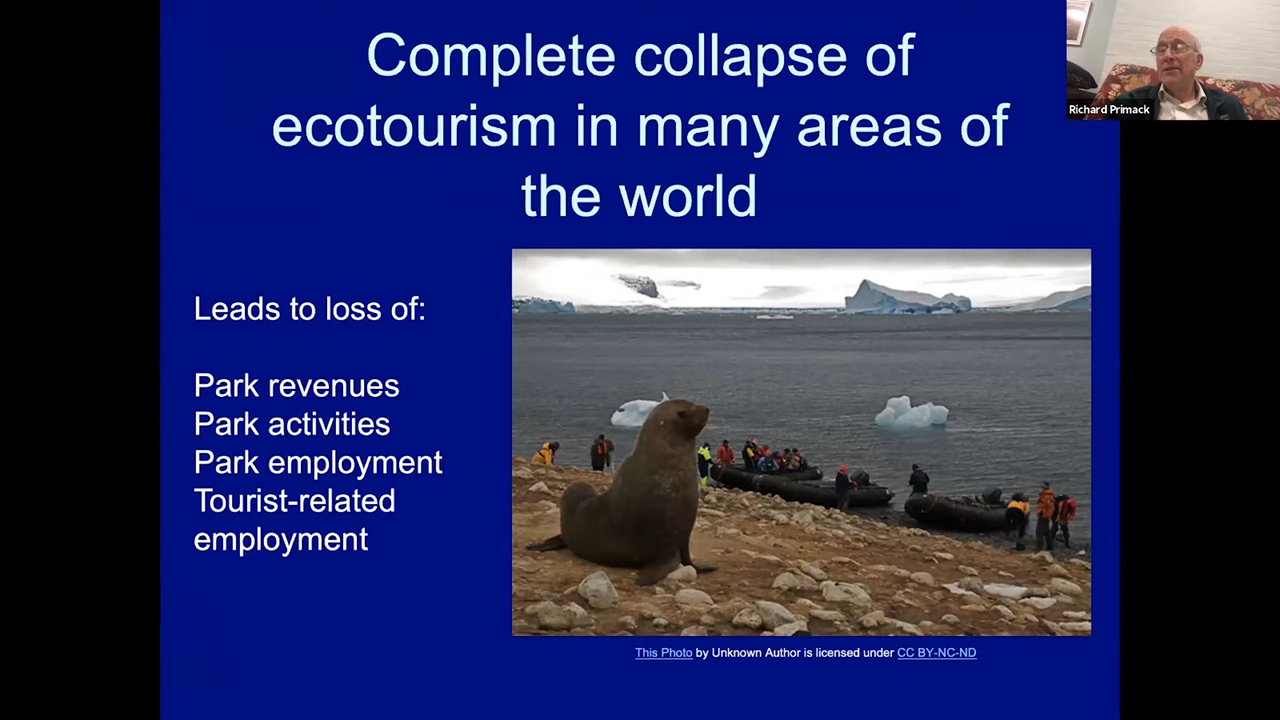 Complete collapse of
ecotourism in many areas of
the world
Richard Primack
Leads to loss of:
Park revenues
Park activities
Park employment
Tourist-related
employment
This Photo by Unknown Author is licensed under CC BY-NC-ND